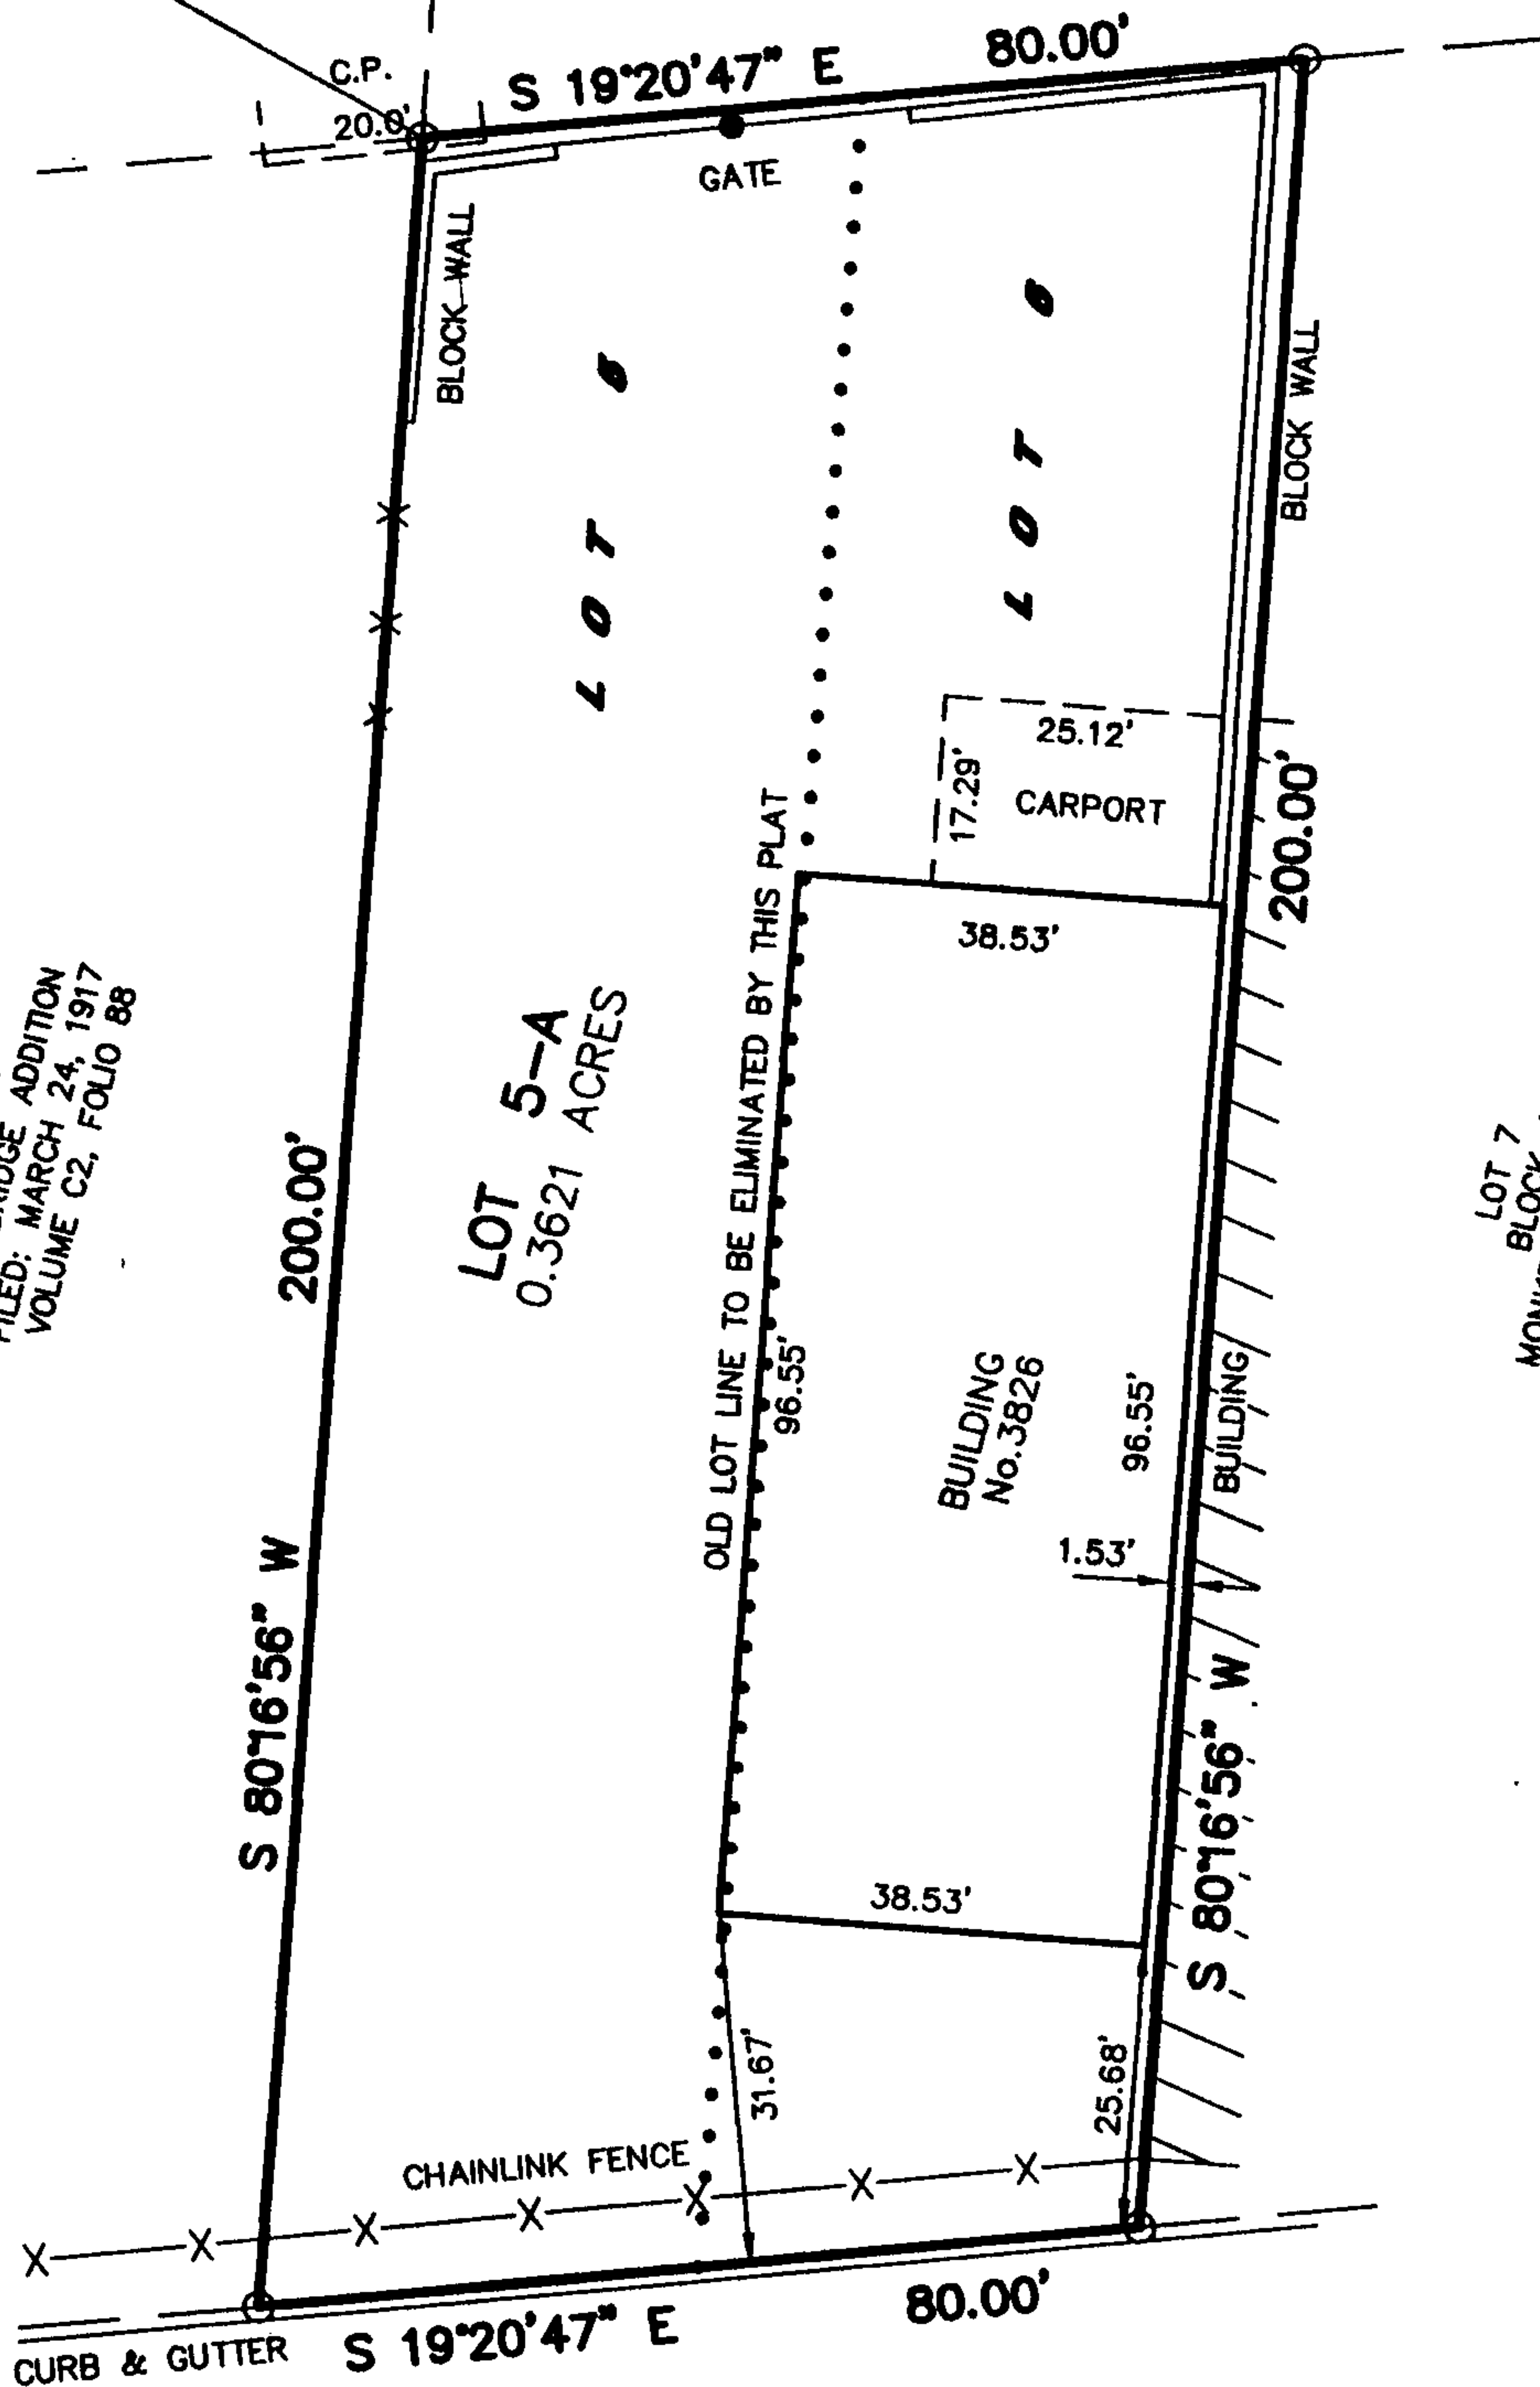 C.P.
20.0'
S 19°20'47" E 80.00'
GATE
BLOCK WALL
BLOCK WALL
LOT 6
25.12'
17.29'
CARPORT
200.00'
38.53'
ADDITION
MARCH 24, 1917
VOLUME C2, FOLIO 88
LOT 5-A
0.3621 ACRES
OLD LOT LINE TO BE ELIMINATED BY THIS PLAT
96.55'
200.00'
S 80°16'56" W
BUILDING
No.3826
96.55'
BUILDING
1.53'
S 80°16'56" W
LOT 7
BLOCK
38.53'
31.67'
25.68'
CHAINLINK FENCE
80.00'
S 19°20'47" E
CURB & GUTTER